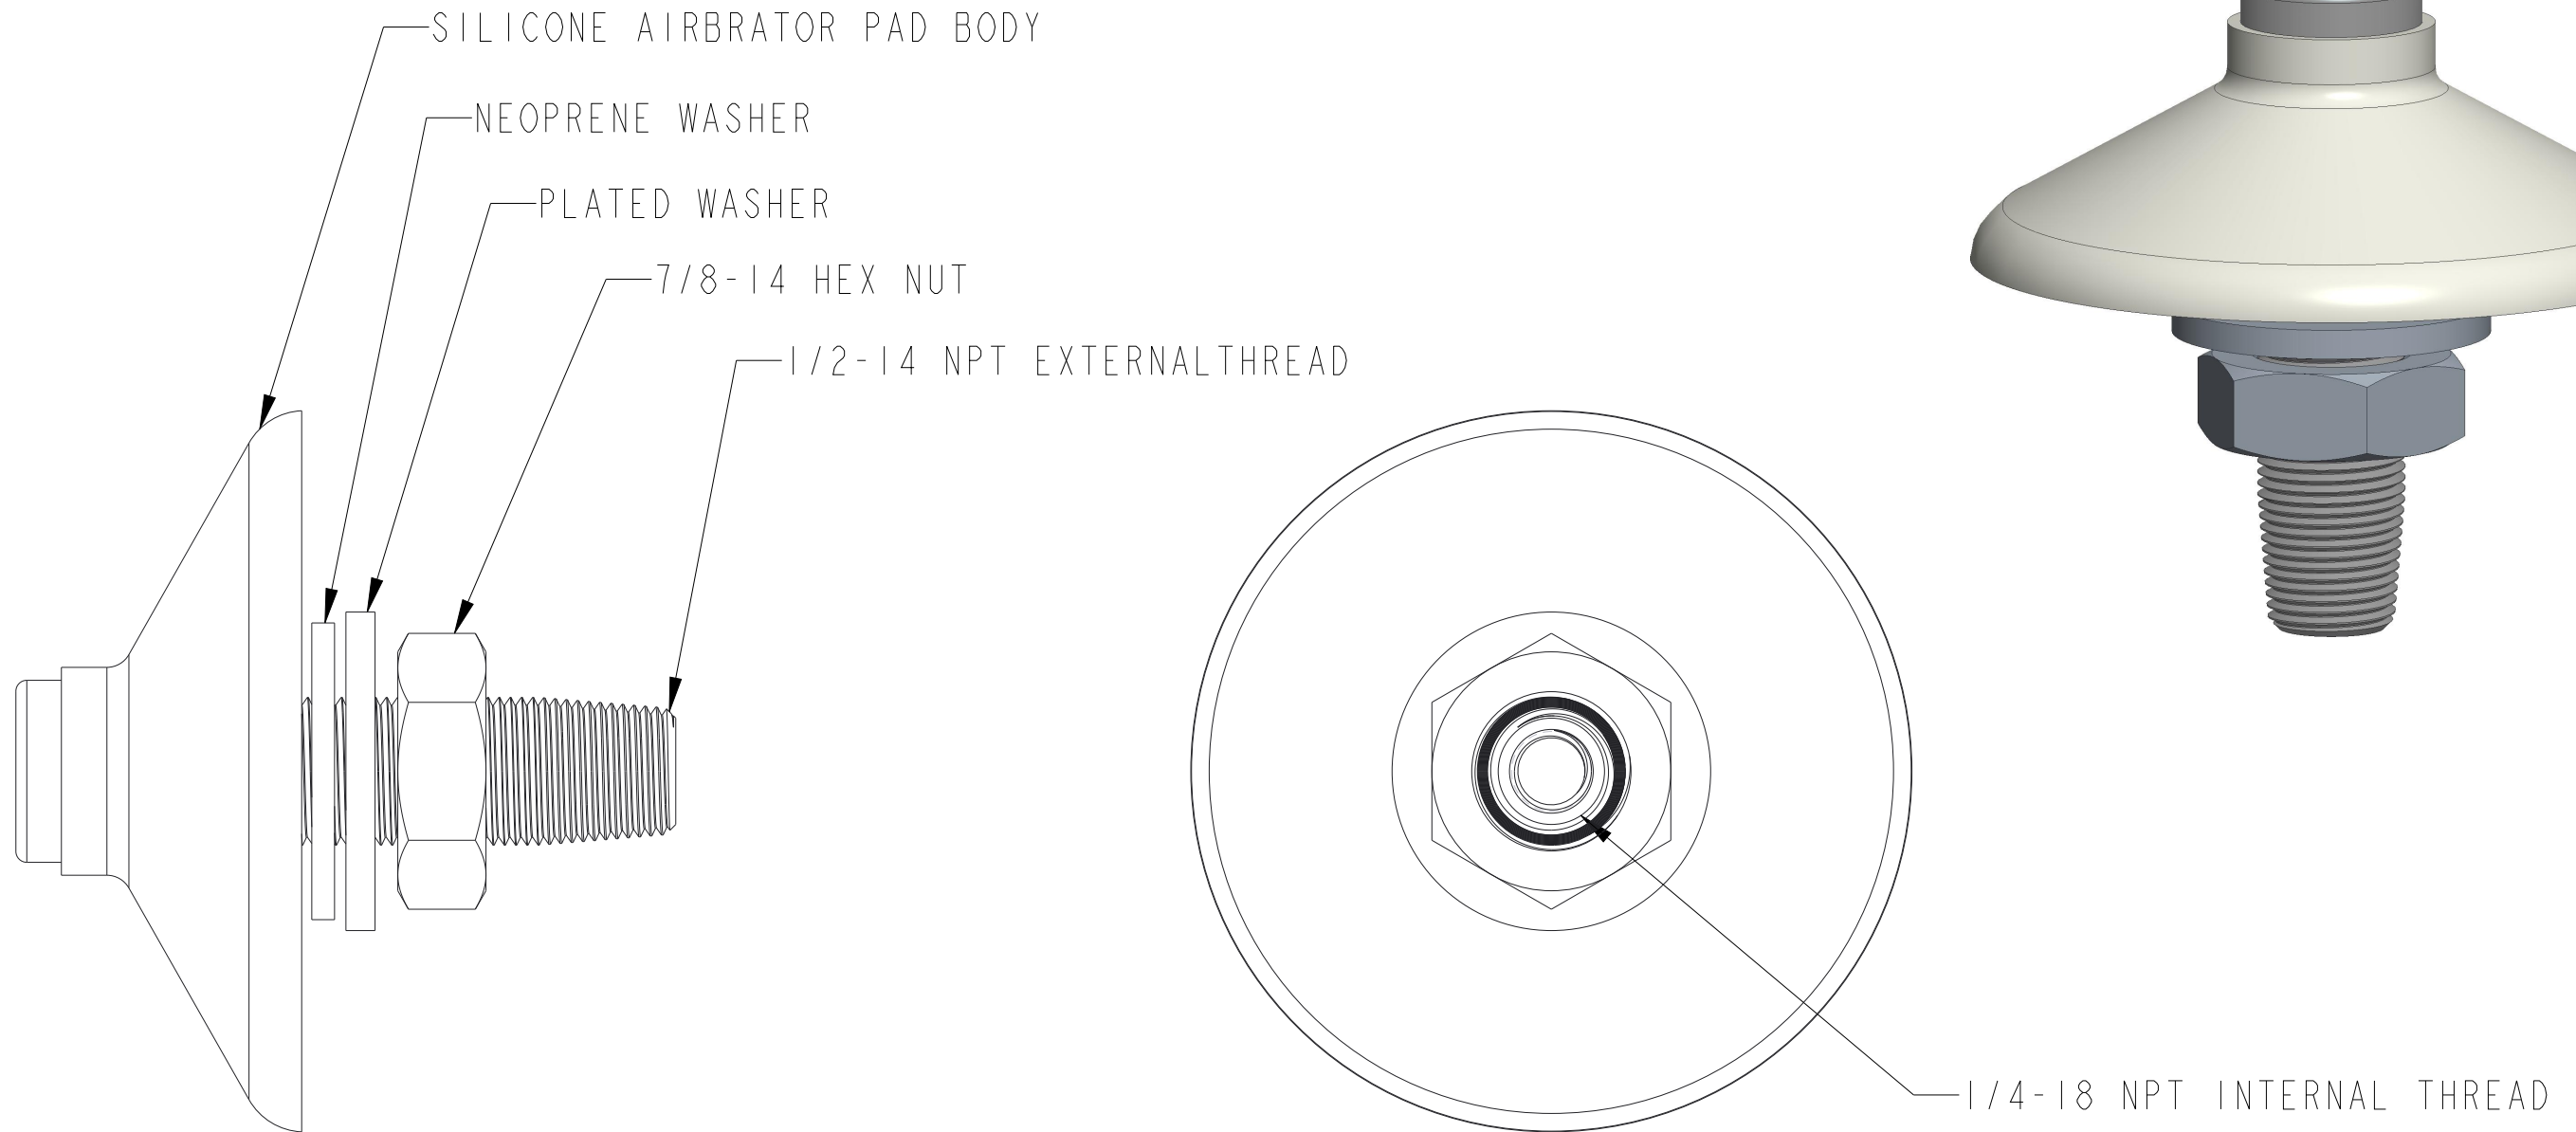 SILICONE AIRBRATOR PAD BODY
NEOPRENE WASHER
PLATED WASHER
7/8-14 HEX NUT
1/2-14 NPT EXTERNALTHREAD
1/4-18 NPT INTERNAL THREAD